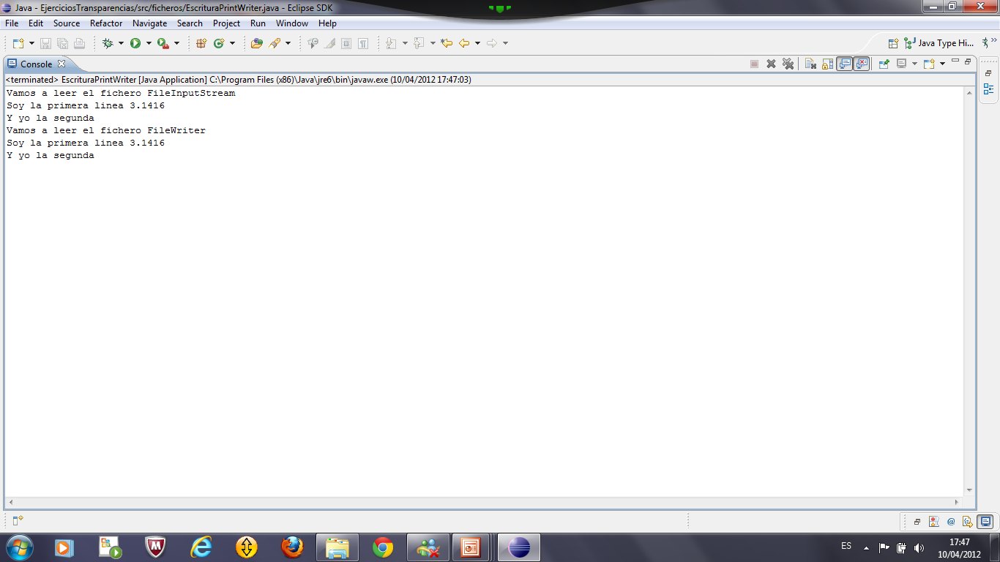 Java - EjerciciosTransparencias/src/ficheros/EscrituraPrintWriter.java - Eclipse SDK
File Edit Source Refactor Navigate Search Project Run Window Help
Java Type Hi...
Console
<terminated> EscrituraPrintWriter [Java Application] C:\Program Files (x86)\Java\jre6\bin\javaw.exe (10/04/2012 17:47:03)
Vamos a leer el fichero FileInputStream
Soy la primera linea 3.1416
Y yo la segunda
Vamos a leer el fichero FileWriter
Soy la primera linea 3.1416
Y yo la segunda
ES
17:47
10/04/2012